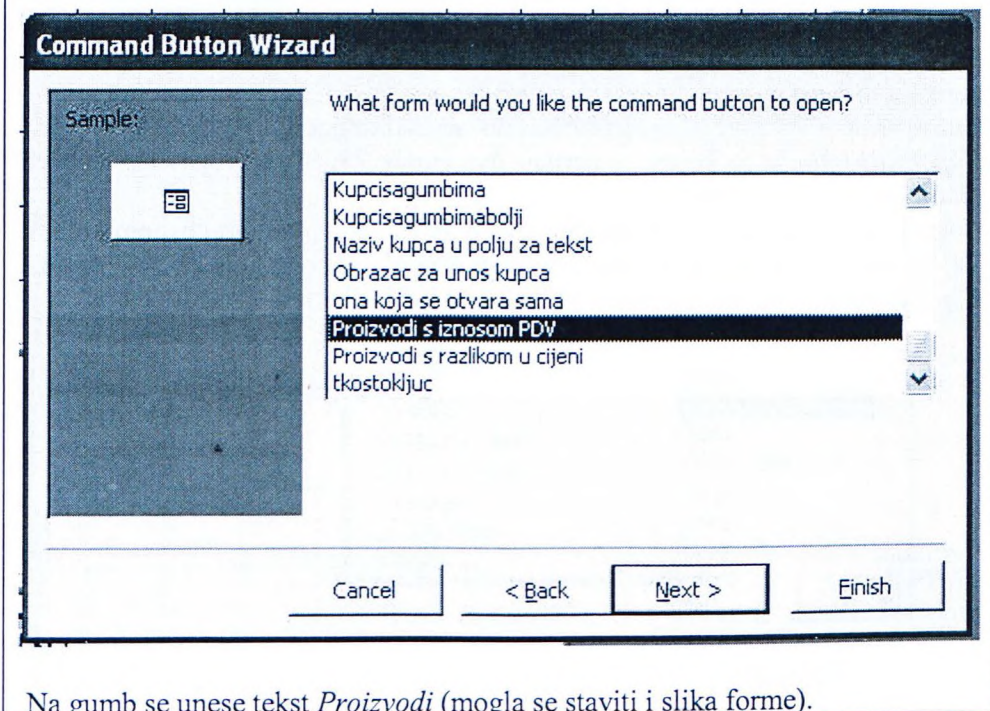 Command Button Wizard
Sample:
What form would you like the command button to open?
Kupcisagumbima
Kupcisagumbimabolji
Naziv kupca u polju za tekst
Obrazac za unos kupca
ona koja se otvara sama
Proizvodi s iznosom PDV
Proizvodi s razlikom u cijeni
tkostokljuc
Cancel
< Back
Next >
Finish
Na gumb se unese tekst Proizvodi (mogla se staviti i slika forme).